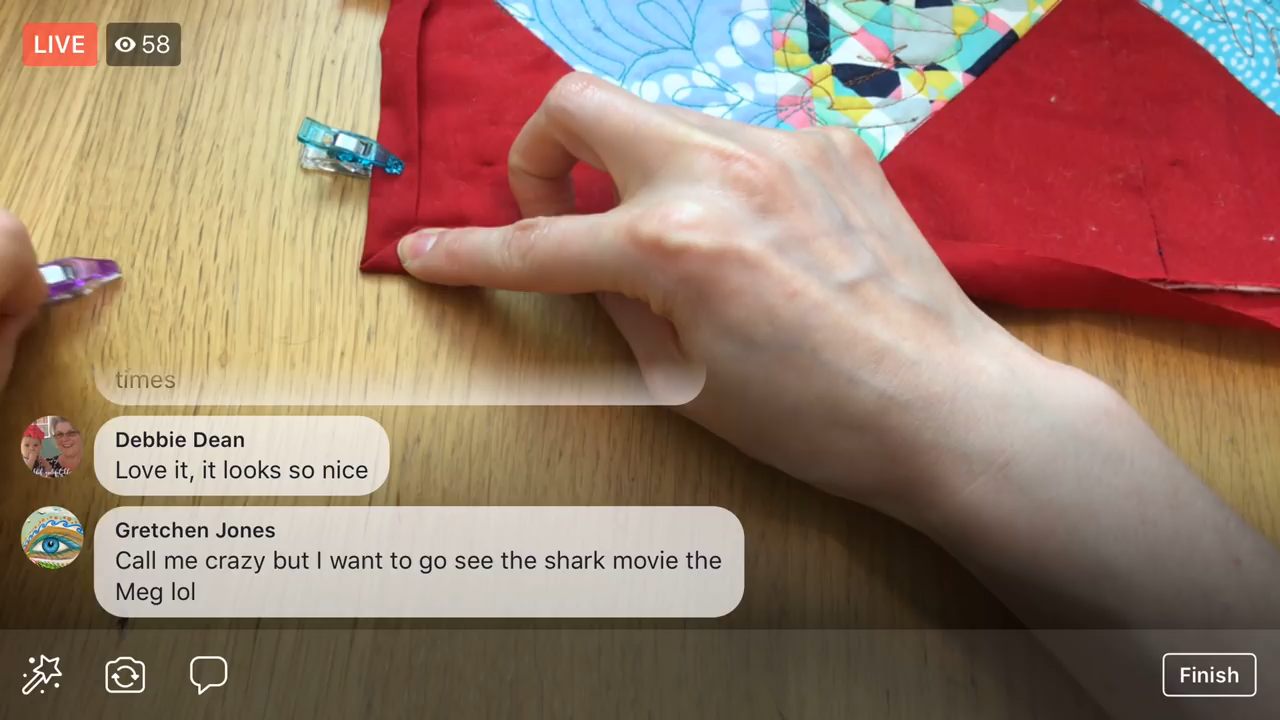 LIVE
58
times
Debbie Dean
Love it, it looks so nice
Gretchen Jones
Call me crazy but I want to go see the shark movie the
Meg lol
Finish